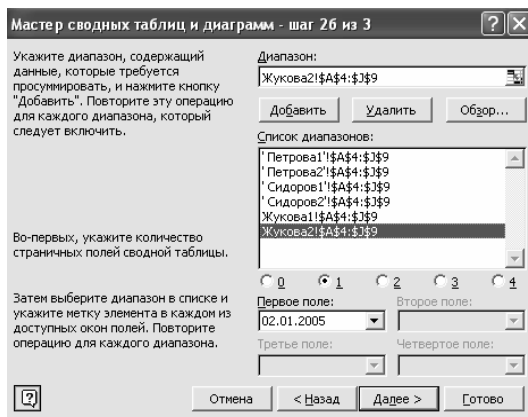 Мастер сводных таблиц и диаграмм - шаг 2б из 3
Укажите диапазон, содержащий
данные, которые требуется
просуммировать, и нажмите кнопку
"Добавить". Повторите эту операцию
для каждого диапазона, который
следует включить.
Диапазон:
Жукова2!$A$4:$J$9
Добавить
Удалить
Обзор...
Список диапазонов:
'Петрова1'!$A$4:$J$9
'Петрова2'!$A$4:$J$9
'Сидоров1'!$A$4:$J$9
'Сидоров2'!$A$4:$J$9
Жукова1!$A$4:$J$9
Жукова2!$A$4:$J$9
Во-первых, укажите количество
страничных полей сводной таблицы.
0 1 2 3 4
Затем выберите диапазон в списке и
укажите метку элемента в каждом из
доступных окон полей. Повторите
операцию для каждого диапазона.
Первое поле:
Второе поле:
02.01.2005
Третье поле:
Четвертое поле:
Отмена
< Назад
Далее >
Готово